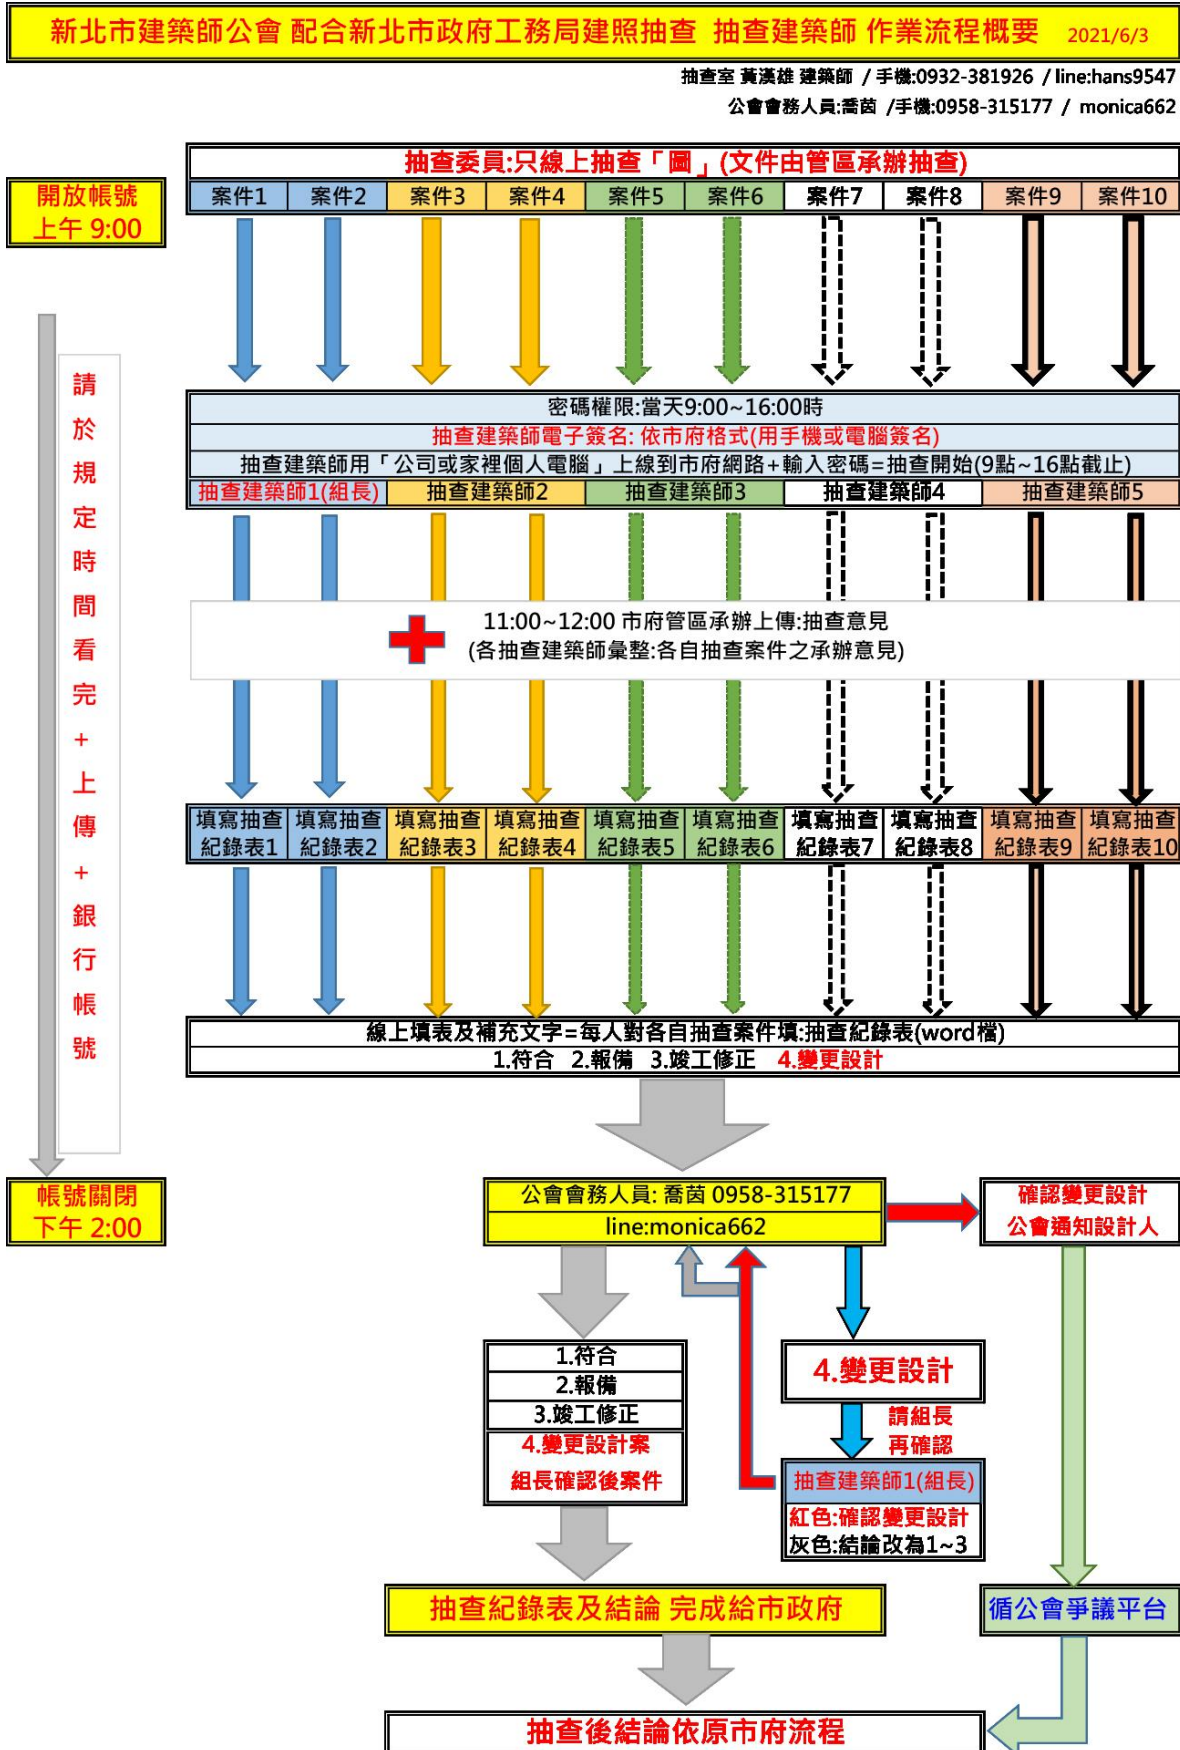 新北市建築師公會 配合新北市政府工務局建照抽查 抽查建築師 作業流程概要 2021/6/3
抽查室 黃漢雄 建築師 / 手機:0932-381926 / line:hans9547
公會會務人員:喬茵 /手機:0958-315177 / monica662
抽查委員:只線上抽查「圖」(文件由管區承辦抽查)
開放帳號
上午 9:00
案件1 案件2 案件3 案件4 案件5 案件6 案件7 案件8 案件9 案件10
請於規定時間看完+上傳+銀行帳號
密碼權限:當天9:00~16:00時
抽查建築師電子簽名: 依市府格式(用手機或電腦簽名)
抽查建築師用「公司或家裡個人電腦」上線到市府網路+輸入密碼=抽查開始(9點~16點截止)
抽查建築師1(組長) 抽查建築師2 抽查建築師3 抽查建築師4 抽查建築師5
11:00~12:00 市府管區承辦上傳:抽查意見
(各抽查建築師彙整:各自抽查案件之承辦意見)
填寫抽查 填寫抽查 填寫抽查 填寫抽查 填寫抽查 填寫抽查 填寫抽查 填寫抽查 填寫抽查 填寫抽查
紀錄表1 紀錄表2 紀錄表3 紀錄表4 紀錄表5 紀錄表6 紀錄表7 紀錄表8 紀錄表9 紀錄表10
線上填表及補充文字=每人對各自抽查案件填:抽查紀錄表(word檔)
1.符合 2.報備 3.竣工修正 4.變更設計
帳號關閉
下午 2:00
公會會務人員: 喬茵 0958-315177
line:monica662
確認變更設計
公會通知設計人
1.符合
2.報備
3.竣工修正
4.變更設計案
組長確認後案件
4.變更設計
請組長
再確認
抽查建築師1(組長)
紅色:確認變更設計
灰色:結論改為1~3
抽查紀錄表及結論 完成給市政府
循公會爭議平台
抽查後結論依原市府流程